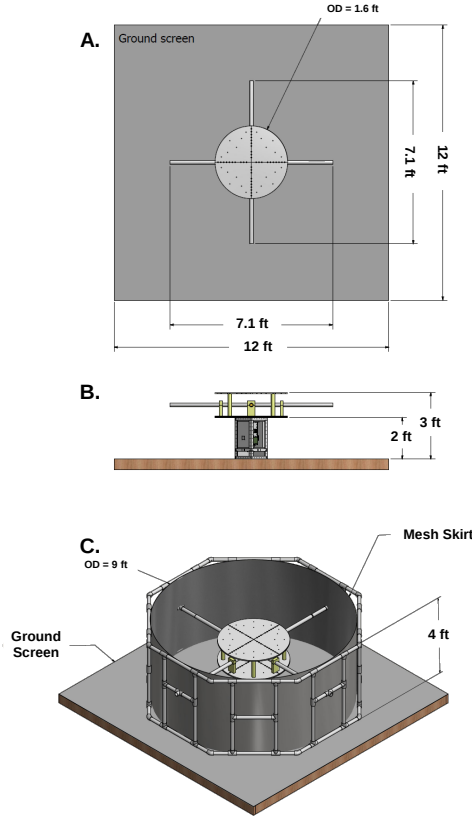 OD = 1.6 ft
A.
Ground screen
7.1 ft
12 ft
7.1 ft
12 ft
B.
3 ft
2 ft
C.
Mesh Skirt
OD = 9 ft
4 ft
Ground
Screen